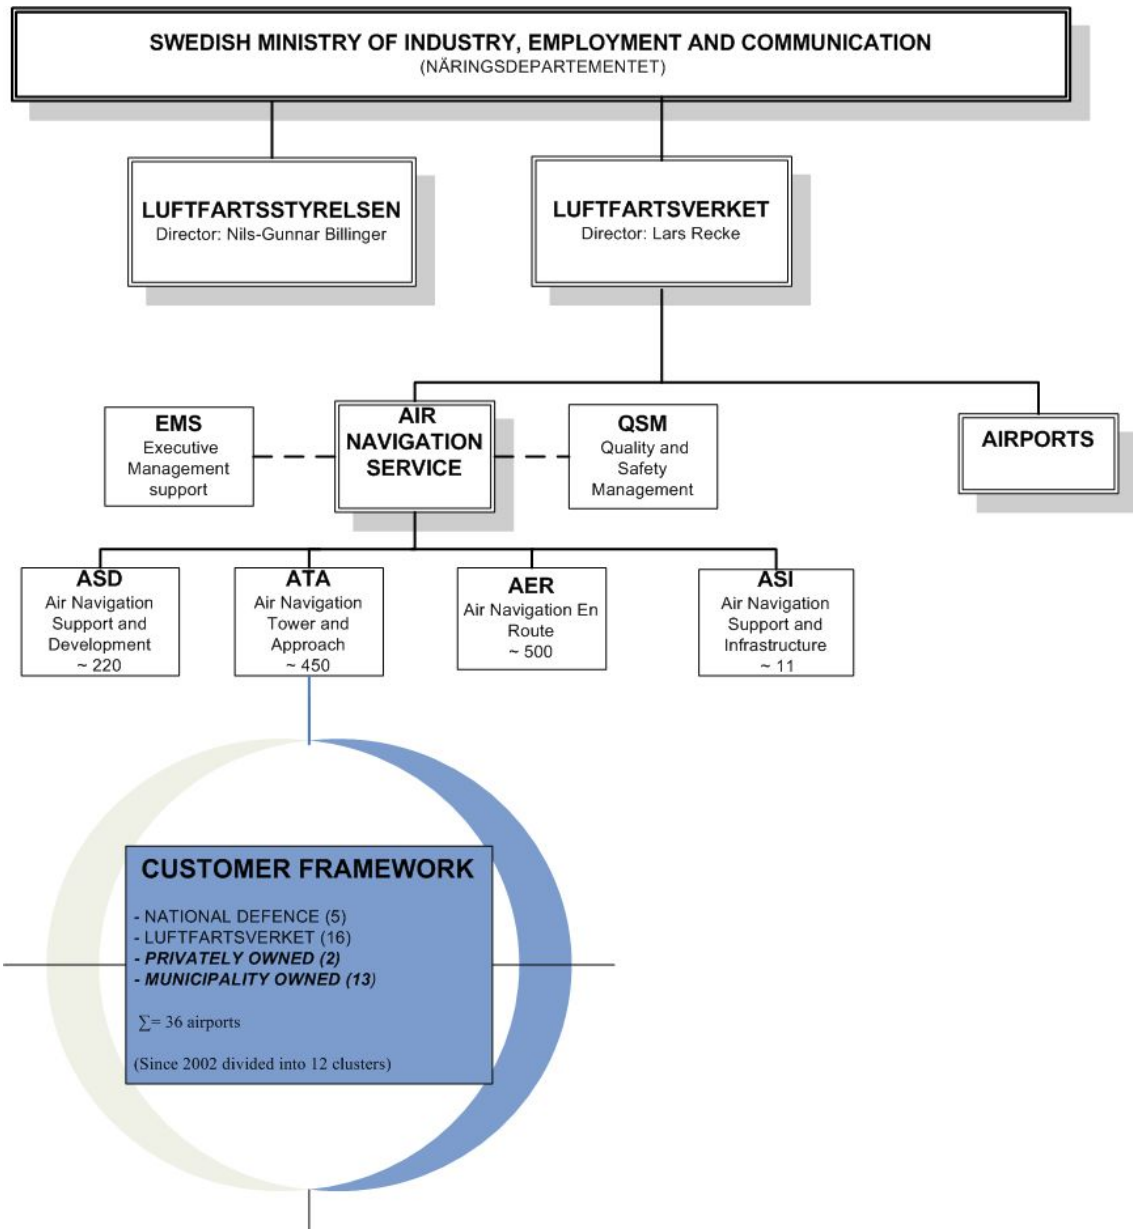 SWEDISH MINISTRY OF INDUSTRY, EMPLOYMENT AND COMMUNICATION
(NÄRINGSDEPARTEMENTET)
LUFTFARTSSTYRELSEN
Director: Nils-Gunnar Billinger
LUFTFARTSVERKET
Director: Lars Recke
EMS
Executive
Management
support
AIR
NAVIGATION
SERVICE
QSM
Quality and
Safety
Management
AIRPORTS
ASD
Air Navigation
Support and
Development
~ 220
ATA
Air Navigation
Tower and
Approach
~ 450
AER
Air Navigation En
Route
~ 500
ASI
Air Navigation
Support and
Infrastructure
~ 11
CUSTOMER FRAMEWORK
- NATIONAL DEFENCE (5)
- LUFTFARTSVERKET (16)
- PRIVATELY OWNED (2)
- MUNICIPALITY OWNED (13)
∑= 36 airports
(Since 2002 divided into 12 clusters)